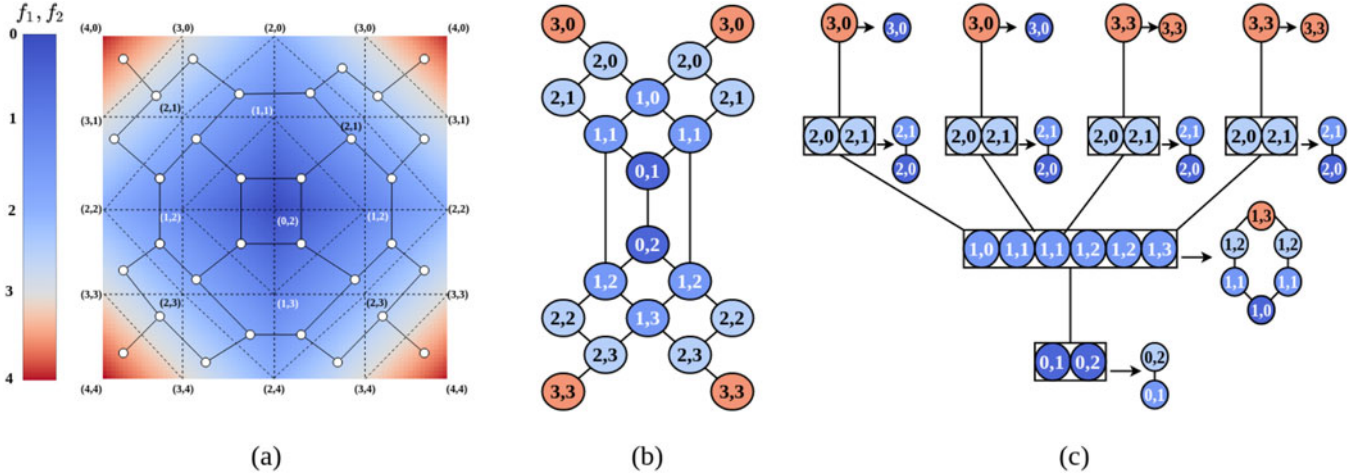 f₁, f₂
0
1
2
3
4
(4,0) (3,0) (2,0) (3,0) (4,0)
(2,1) (1,1) (2,1)
(3,1) (3,1)
(2,2) (1,2) (0,2) (1,2) (2,2)
(3,3) (2,3) (1,3) (2,3) (3,3)
(4,4) (3,4) (2,4) (3,4) (4,4)
(a)
3,0 3,0
2,0 2,0
2,1 1,0 2,1
1,1 1,1
0,1
0,2
1,2 1,2
2,2 1,3 2,2
2,3 2,3
3,3 3,3
(b)
3,0 3,0 3,0 3,0 3,3 3,3 3,3 3,3
2,0 2,1 2,1 2,0 2,1 2,1 2,0 2,1 2,1 2,0 2,1 2,1
2,0 2,0 2,0 2,0
1,3
1,0 1,1 1,1 1,2 1,2 1,3 1,2 1,2
1,1 1,1
1,0
0,1 0,2 0,2
0,1
(c)